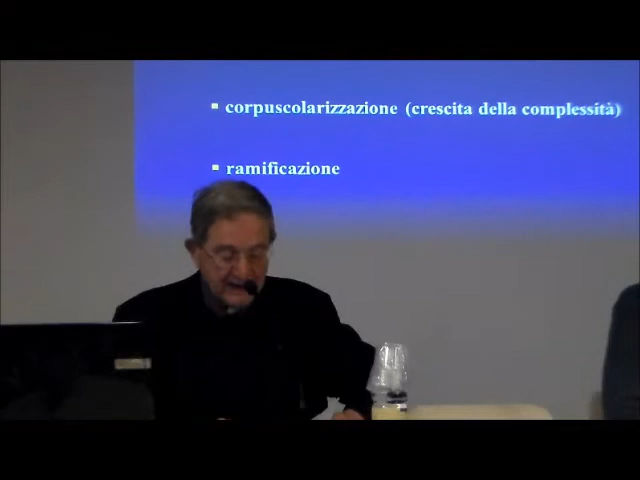 ▪ corpuscolarizzazione (crescita della complessità)
▪ ramificazione